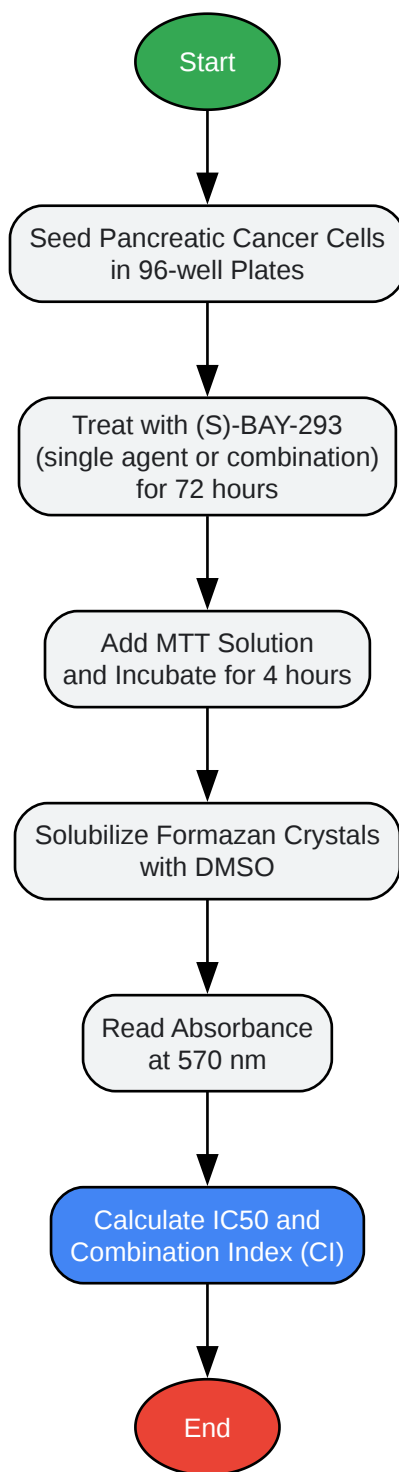 Start
Seed Pancreatic Cancer Cells
in 96-well Plates
Treat with (S)-BAY-293
(single agent or combination)
for 72 hours
Add MTT Solution
and Incubate for 4 hours
Solubilize Formazan Crystals
with DMSO
Read Absorbance
at 570 nm
Calculate IC50 and
Combination Index (CI)
End